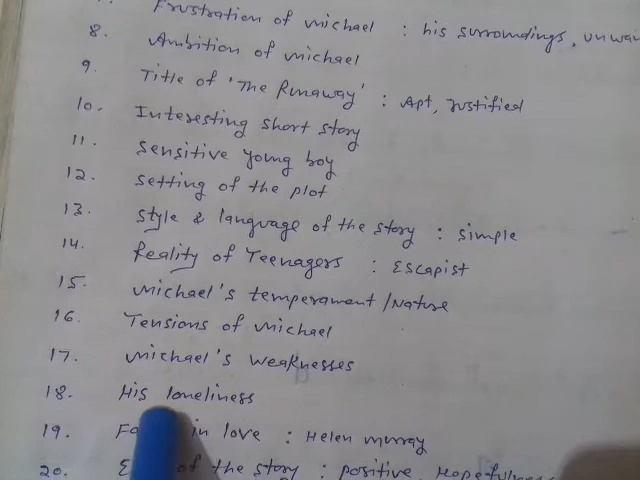 Frustration of Michael : his surroundings, unwan
8. Ambition of Michael
9. Title of 'The Runaway' : Apt, Justified
10. Interesting short story
11. Sensitive young boy
12. Setting of the plot
13. Style & language of the story : Simple
14. Reality of Teenagers : Escapist
15. Michael's temperament/Nature
16. Tensions of Michael
17. Michael's weaknesses
18. His loneliness
19. in love : Helen Murray
20. of the story : positive, Hopefulness